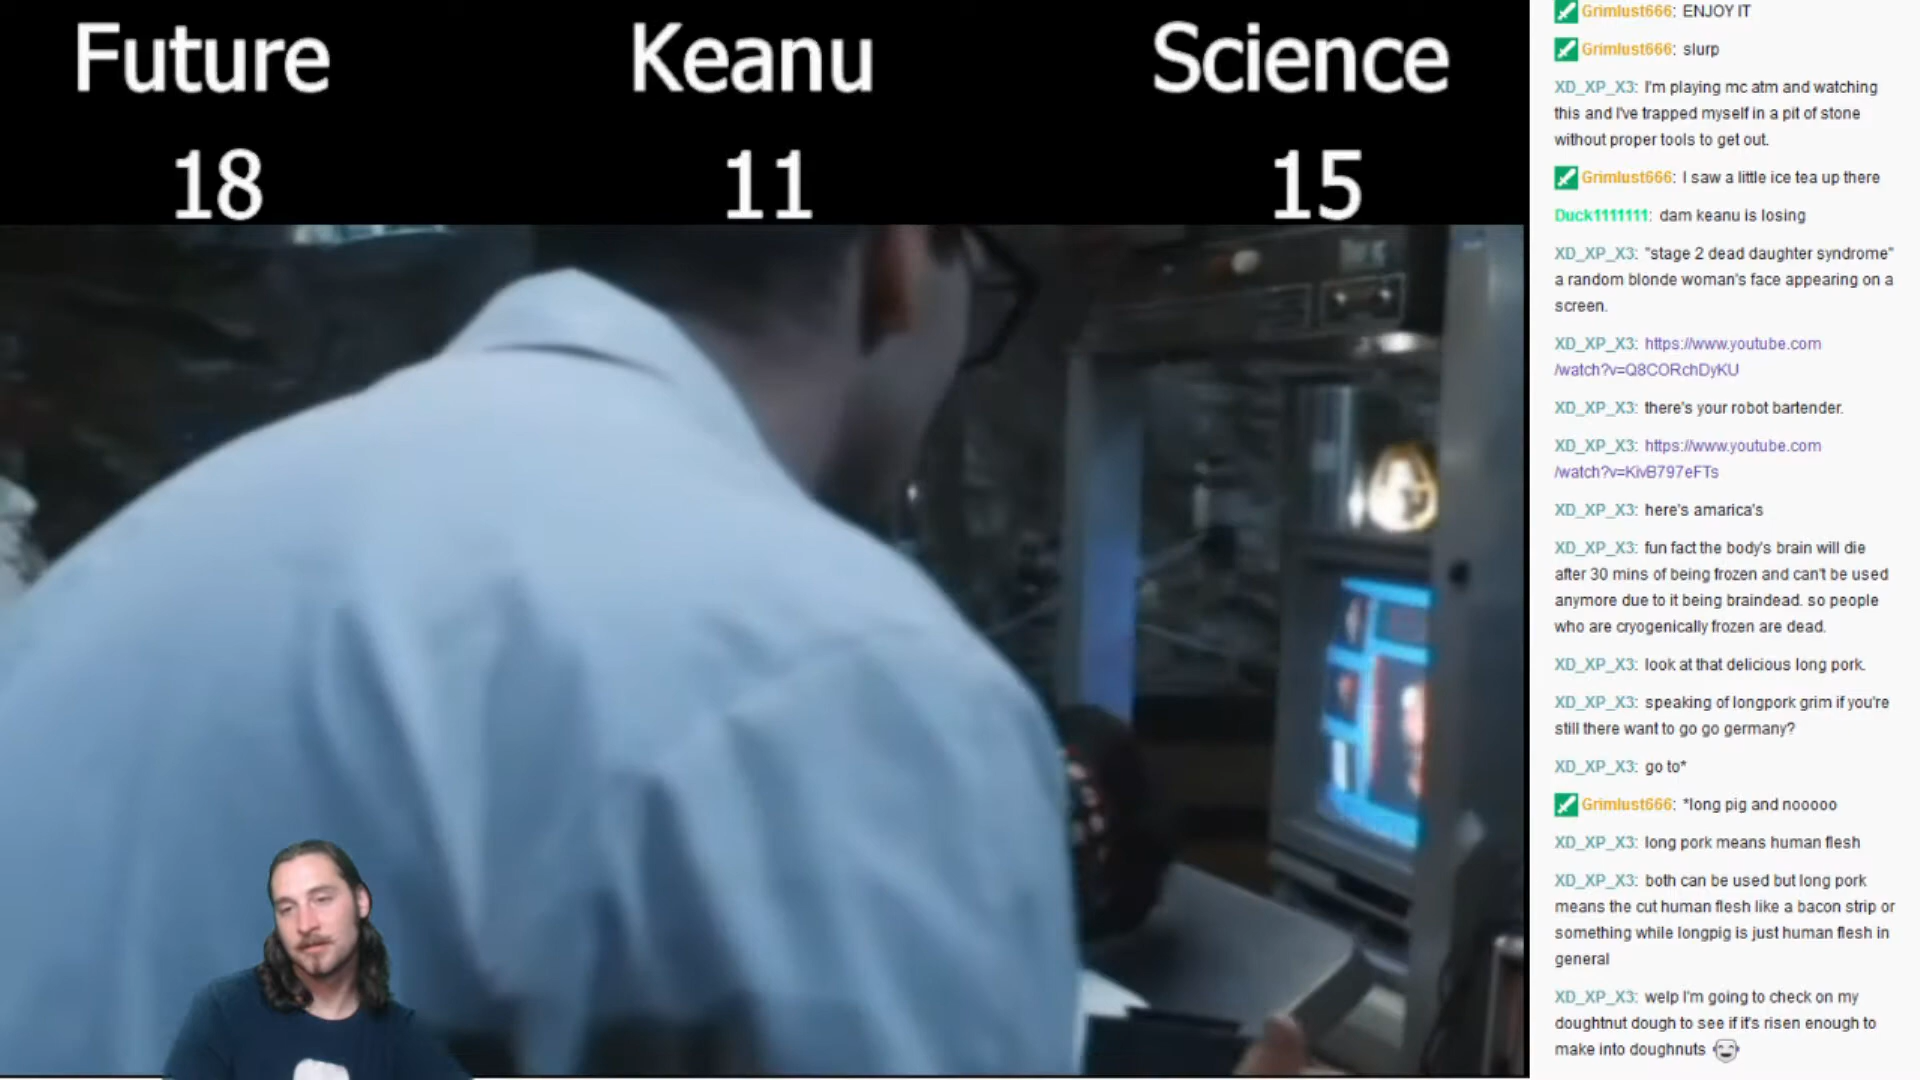 Future Keanu Science
18 11 15
Grimlust666: ENJOY IT
Grimlust666: slurp
XD_XP_X3: I'm playing mc atm and watching
this and I've trapped myself in a pit of stone
without proper tools to get out.
Grimlust666: I saw a little ice tea up there
Duck1111111: dam keanu is losing
XD_XP_X3: "stage 2 dead daughter syndrome"
a random blonde woman's face appearing on a
screen.
XD_XP_X3: https://www.youtube.com
/watch?v=Q8CORchDyKU
XD_XP_X3: there's your robot bartender.
XD_XP_X3: https://www.youtube.com
/watch?v=KivB797eFTs
XD_XP_X3: here's amarica's
XD_XP_X3: fun fact the body's brain will die
after 30 mins of being frozen and can't be used
anymore due to it being braindead. so people
who are cryogenically frozen are dead.
XD_XP_X3: look at that delicious long pork.
XD_XP_X3: speaking of longpork grim if you're
still there want to go go germany?
XD_XP_X3: go to*
Grimlust666: *long pig and nooooo
XD_XP_X3: long pork means human flesh
XD_XP_X3: both can be used but long pork
means the cut human flesh like a bacon strip or
something while longpig is just human flesh in
general
XD_XP_X3: welp I'm going to check on my
doughtnut dough to see if it's risen enough to
make into doughnuts